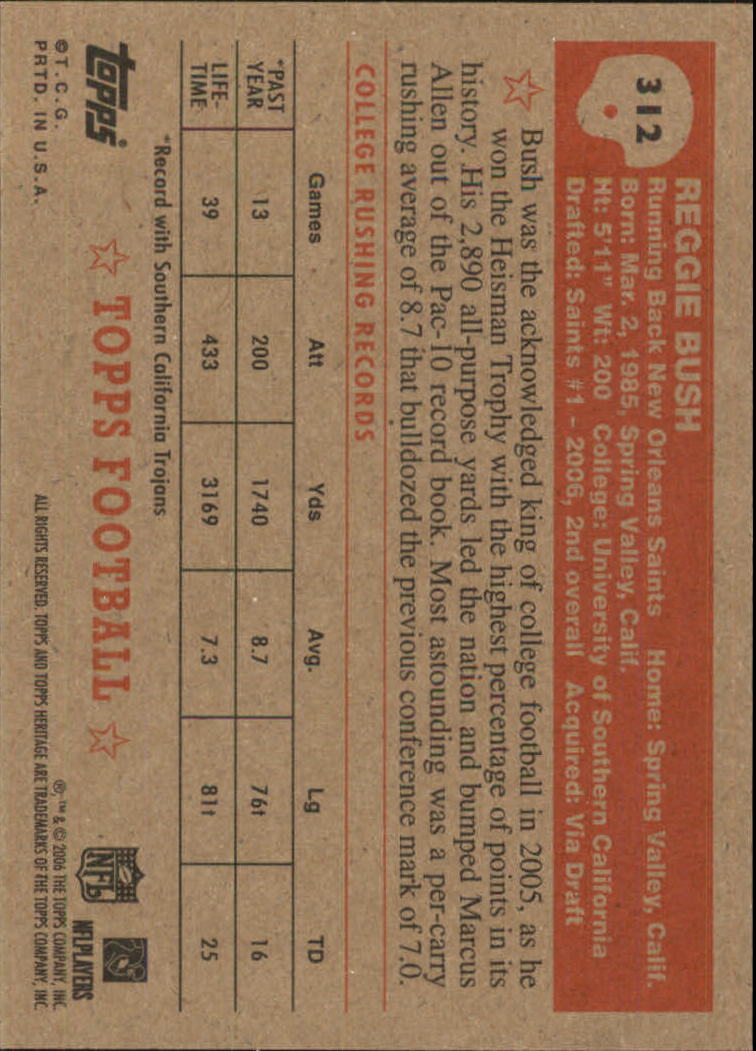 312
REGGIE BUSH
Running Back New Orleans Saints Home: Spring Valley, Calif.
Born: Mar. 2, 1985, Spring Valley, Calif.
Ht: 5'11" Wt: 200 College: University of Southern California
Drafted: Saints #1 - 2006, 2nd overall Acquired: Via Draft
Bush was the acknowledged king of college football in 2005, as he
won the Heisman Trophy with the highest percentage of points in its
history. His 2,890 all-purpose yards led the nation and bumped Marcus
Allen out of the Pac-10 record book. Most astounding was a per-carry
rushing average of 8.7 that bulldozed the previous conference mark of 7.0.
COLLEGE RUSHING RECORDS
Games Att Yds Avg. Lg TD
*PAST YEAR 13 200 1740 8.7 76t 16
LIFE-TIME 39 433 3169 7.3 81t 25
*Record with Southern California Trojans
topps
TOPPS FOOTBALL
NFL
NFLPLAYERS
©T.C.G.
PRTD. IN U.S.A.
®, ™ & © 2006 THE TOPPS COMPANY, INC.
ALL RIGHTS RESERVED. TOPPS AND TOPPS HERITAGE ARE TRADEMARKS OF THE TOPPS COMPANY, INC.